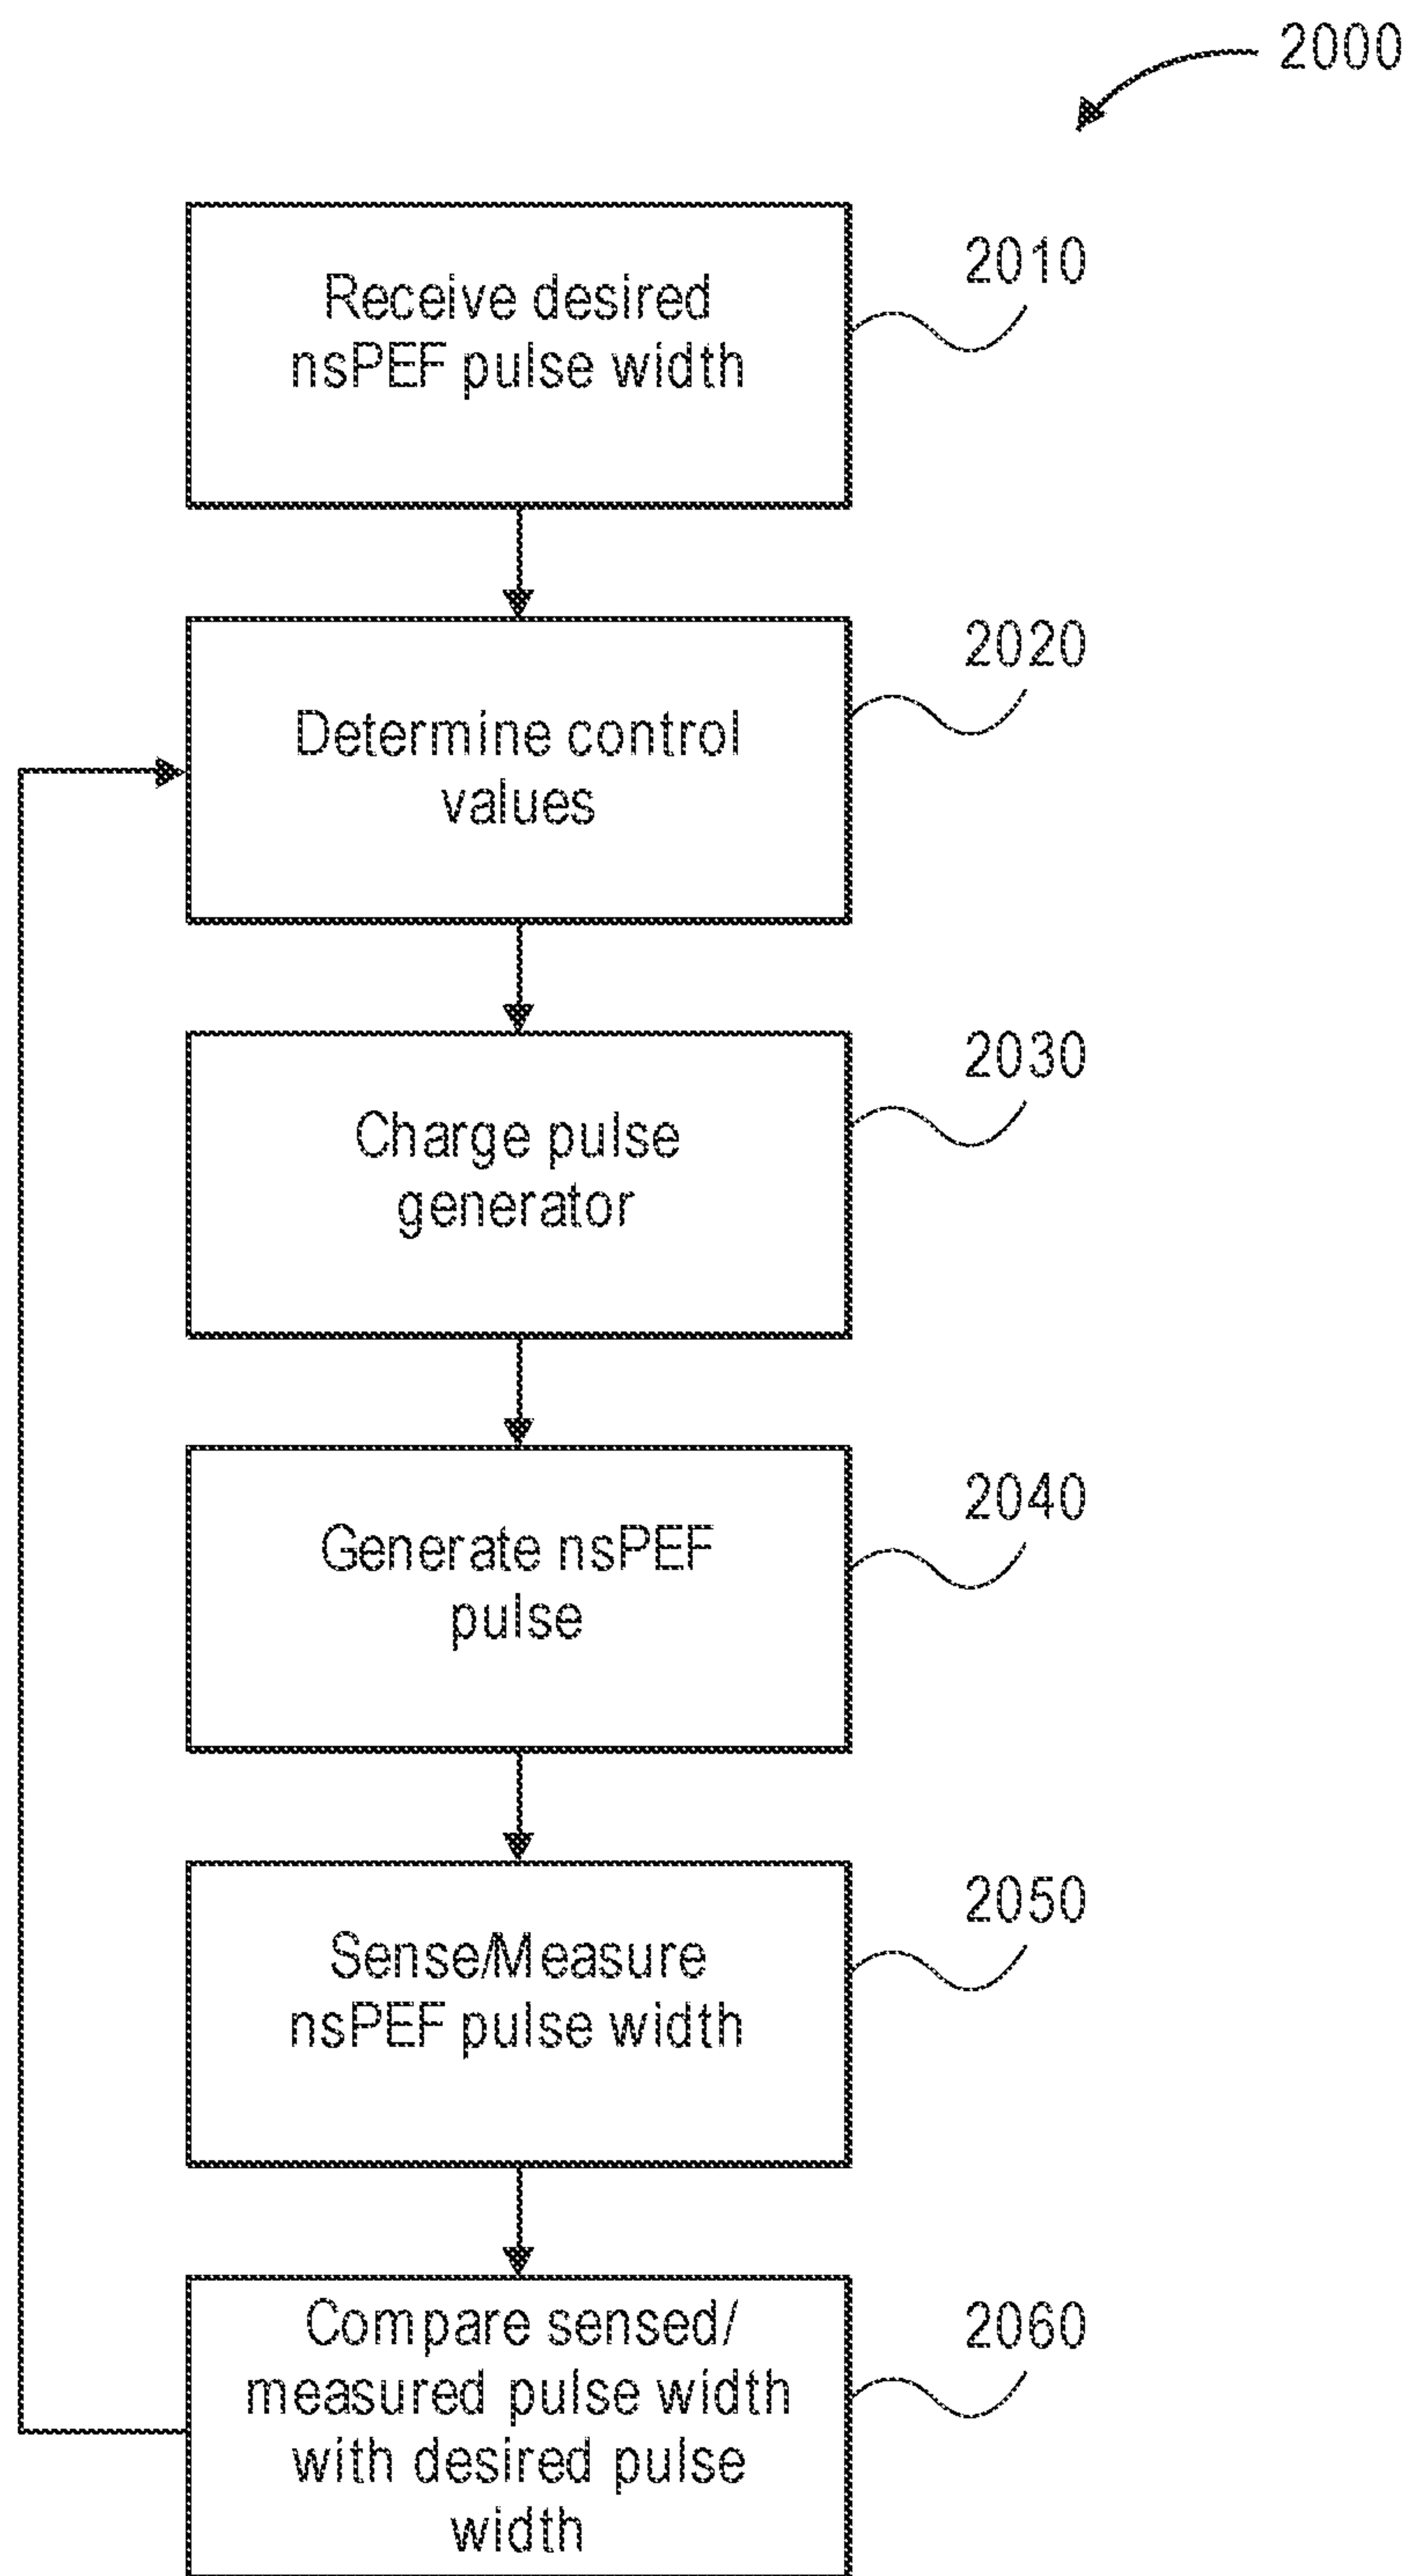 2000
Receive desired
nsPEF pulse width
2010
Determine control
values
2020
Charge pulse
generator
2030
Generate nsPEF
pulse
2040
Sense/Measure
nsPEF pulse width
2050
Compare sensed/
measured pulse width
with desired pulse
width
2060